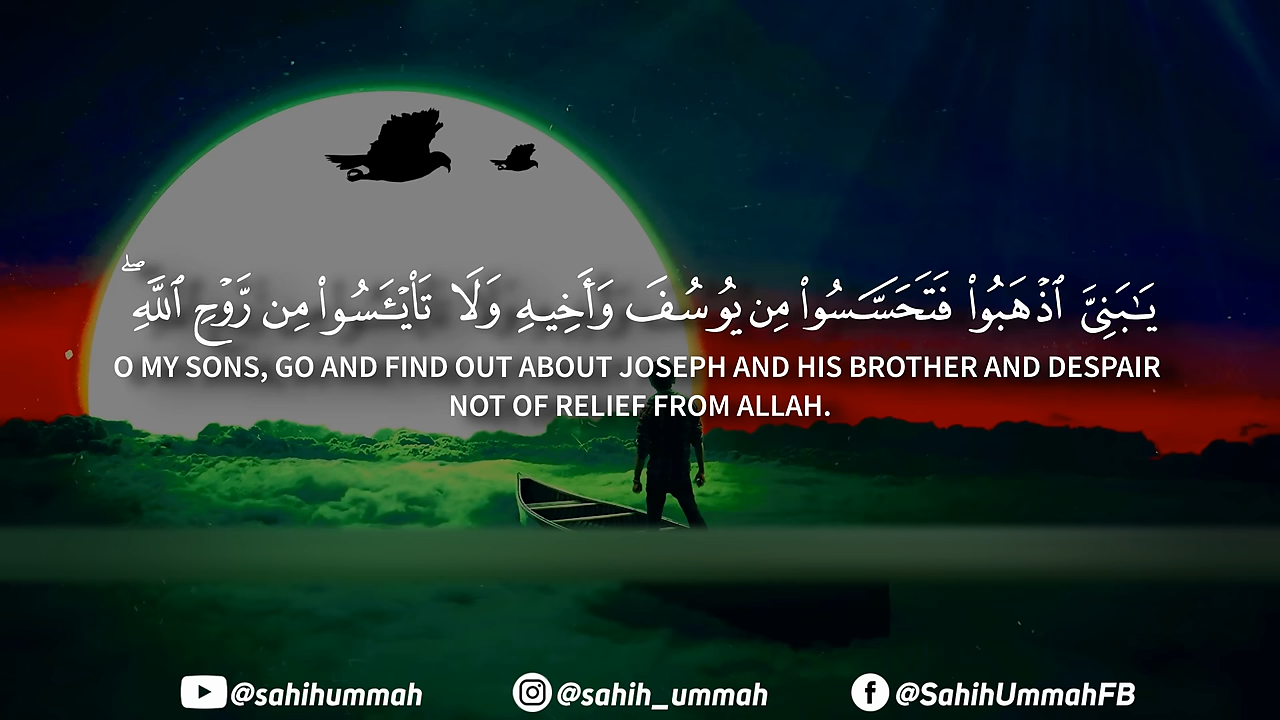 يَـٰبَنِىَّ ٱذْهَبُوا۟ فَتَحَسَّسُوا۟ مِن يُوسُفَ وَأَخِيهِ وَلَا تَا۟يْـَٔسُوا۟ مِن رَّوْحِ ٱللَّهِ ۖ
O MY SONS, GO AND FIND OUT ABOUT JOSEPH AND HIS BROTHER AND DESPAIR
NOT OF RELIEF FROM ALLAH.
@sahihummah @sahih_ummah @SahihUmmahFB